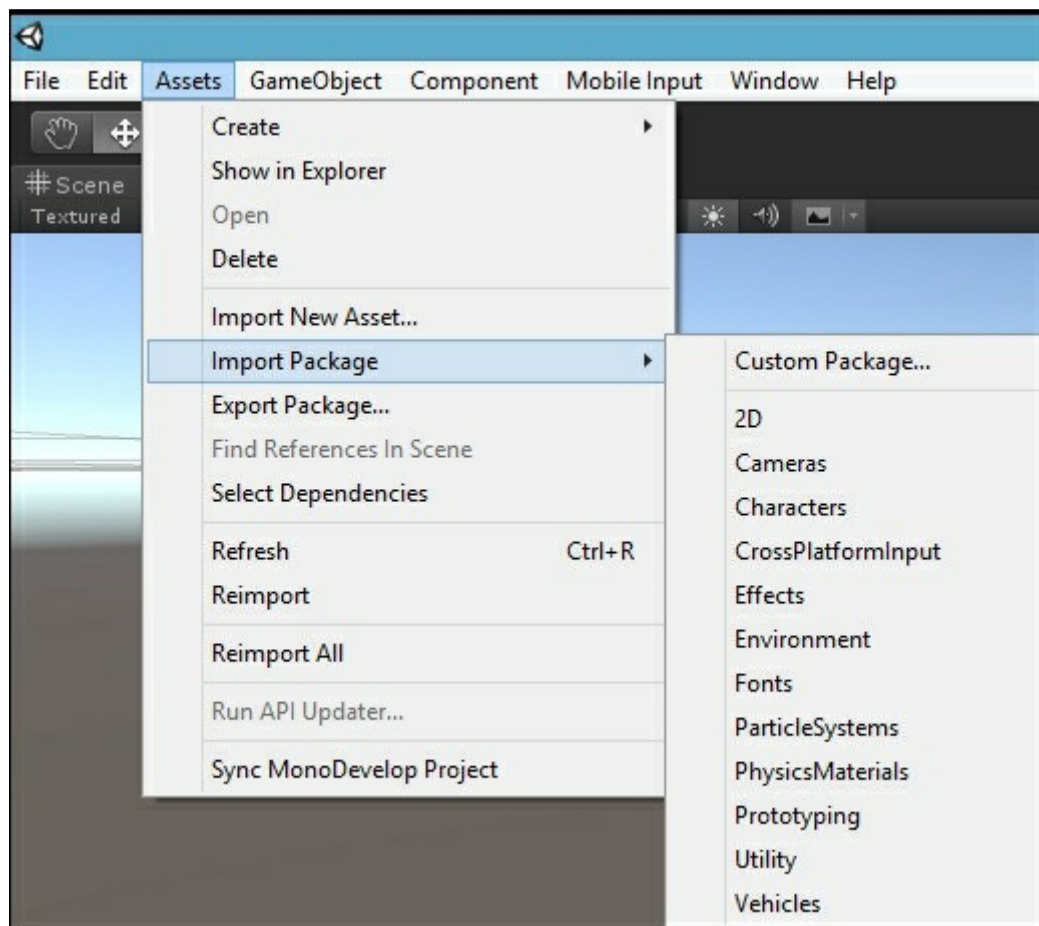 File Edit Assets GameObject Component Mobile Input Window Help
Create
Show in Explorer
Open
Delete
Import New Asset...
Import Package
Export Package...
Find References In Scene
Select Dependencies
Refresh Ctrl+R
Reimport
Reimport All
Run API Updater...
Sync MonoDevelop Project
Scene
Textured
Custom Package...
2D
Cameras
Characters
CrossPlatformInput
Effects
Environment
Fonts
ParticleSystems
PhysicsMaterials
Prototyping
Utility
Vehicles